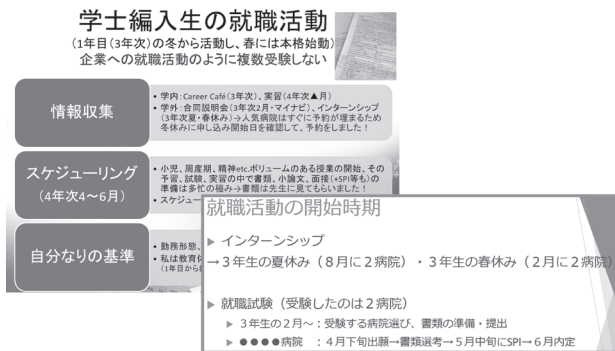 学士編入生の就職活動
(1年目(3年次)の冬から活動し、春には本格始動)
企業への就職活動のように複数受験しない
情報収集
• 学内：Career Café(3年次)、実習(4年次▲月)
• 学外：合同説明会(3年次2月・マイナビ)、インターンシップ
(3年次夏・春休み)→人気病院はすぐに予約が埋まるため
冬休みに申し込み開始日を確認して、予約をしました！
スケジューリング
(4年次4～6月)
• 小児、周産期、精神etc.ボリュームのある授業の開始、その
予習、試験、実習の中で書類、小論文、面接(+SPI等も)の
準備は多忙の極み→書類は先生に見てもらいました！
• スケジュー
自分なりの基準
• 勤務形態、
• 私は教育
(1年目から
就職活動の開始時期
▶ インターンシップ
→３年生の夏休み（８月に２病院）・３年生の春休み（２月に２病院）
▶ 就職試験（受験したのは２病院）
▶ ３年生の２月～：受験する病院選び、書類の準備・提出
▶ ●●●●病院　：４月下旬出願→書類選考→５月中旬にSPI→６月内定